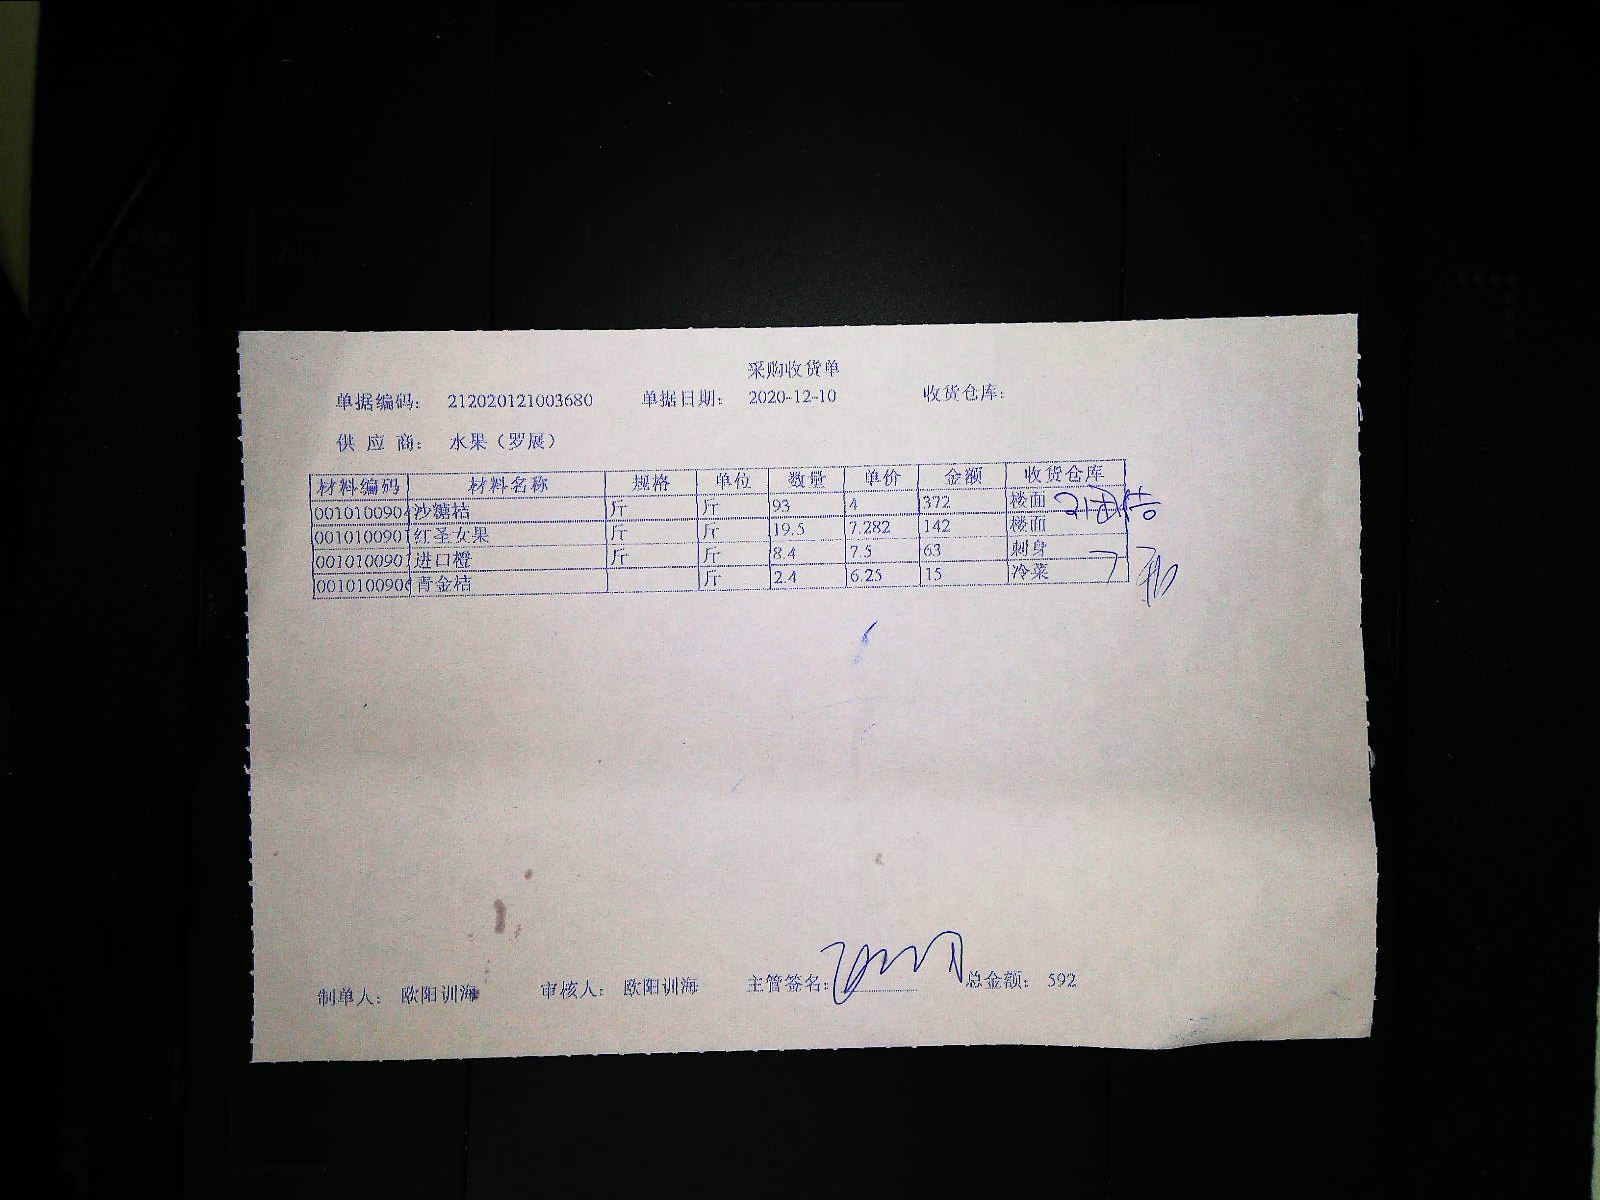 采购收货单
单据编码： 212020121003680 单据日期： 2020-12-10 收货仓库：
供 应 商： 水果（罗展）
材料编码 材料名称 规格 单位 数量 单价 金额 收货仓库
001010090 沙糖桔 斤 斤 93 4 372 楼面
001010090 红圣女果 斤 斤 19.5 7.282 142 楼面
001010090 进口橙 斤 斤 8.4 7.5 63 刺身
001010090 青金桔 斤 2.4 6.25 15 冷菜
制单人： 欧阳训海 审核人： 欧阳训海 主管签名： 总金额： 592